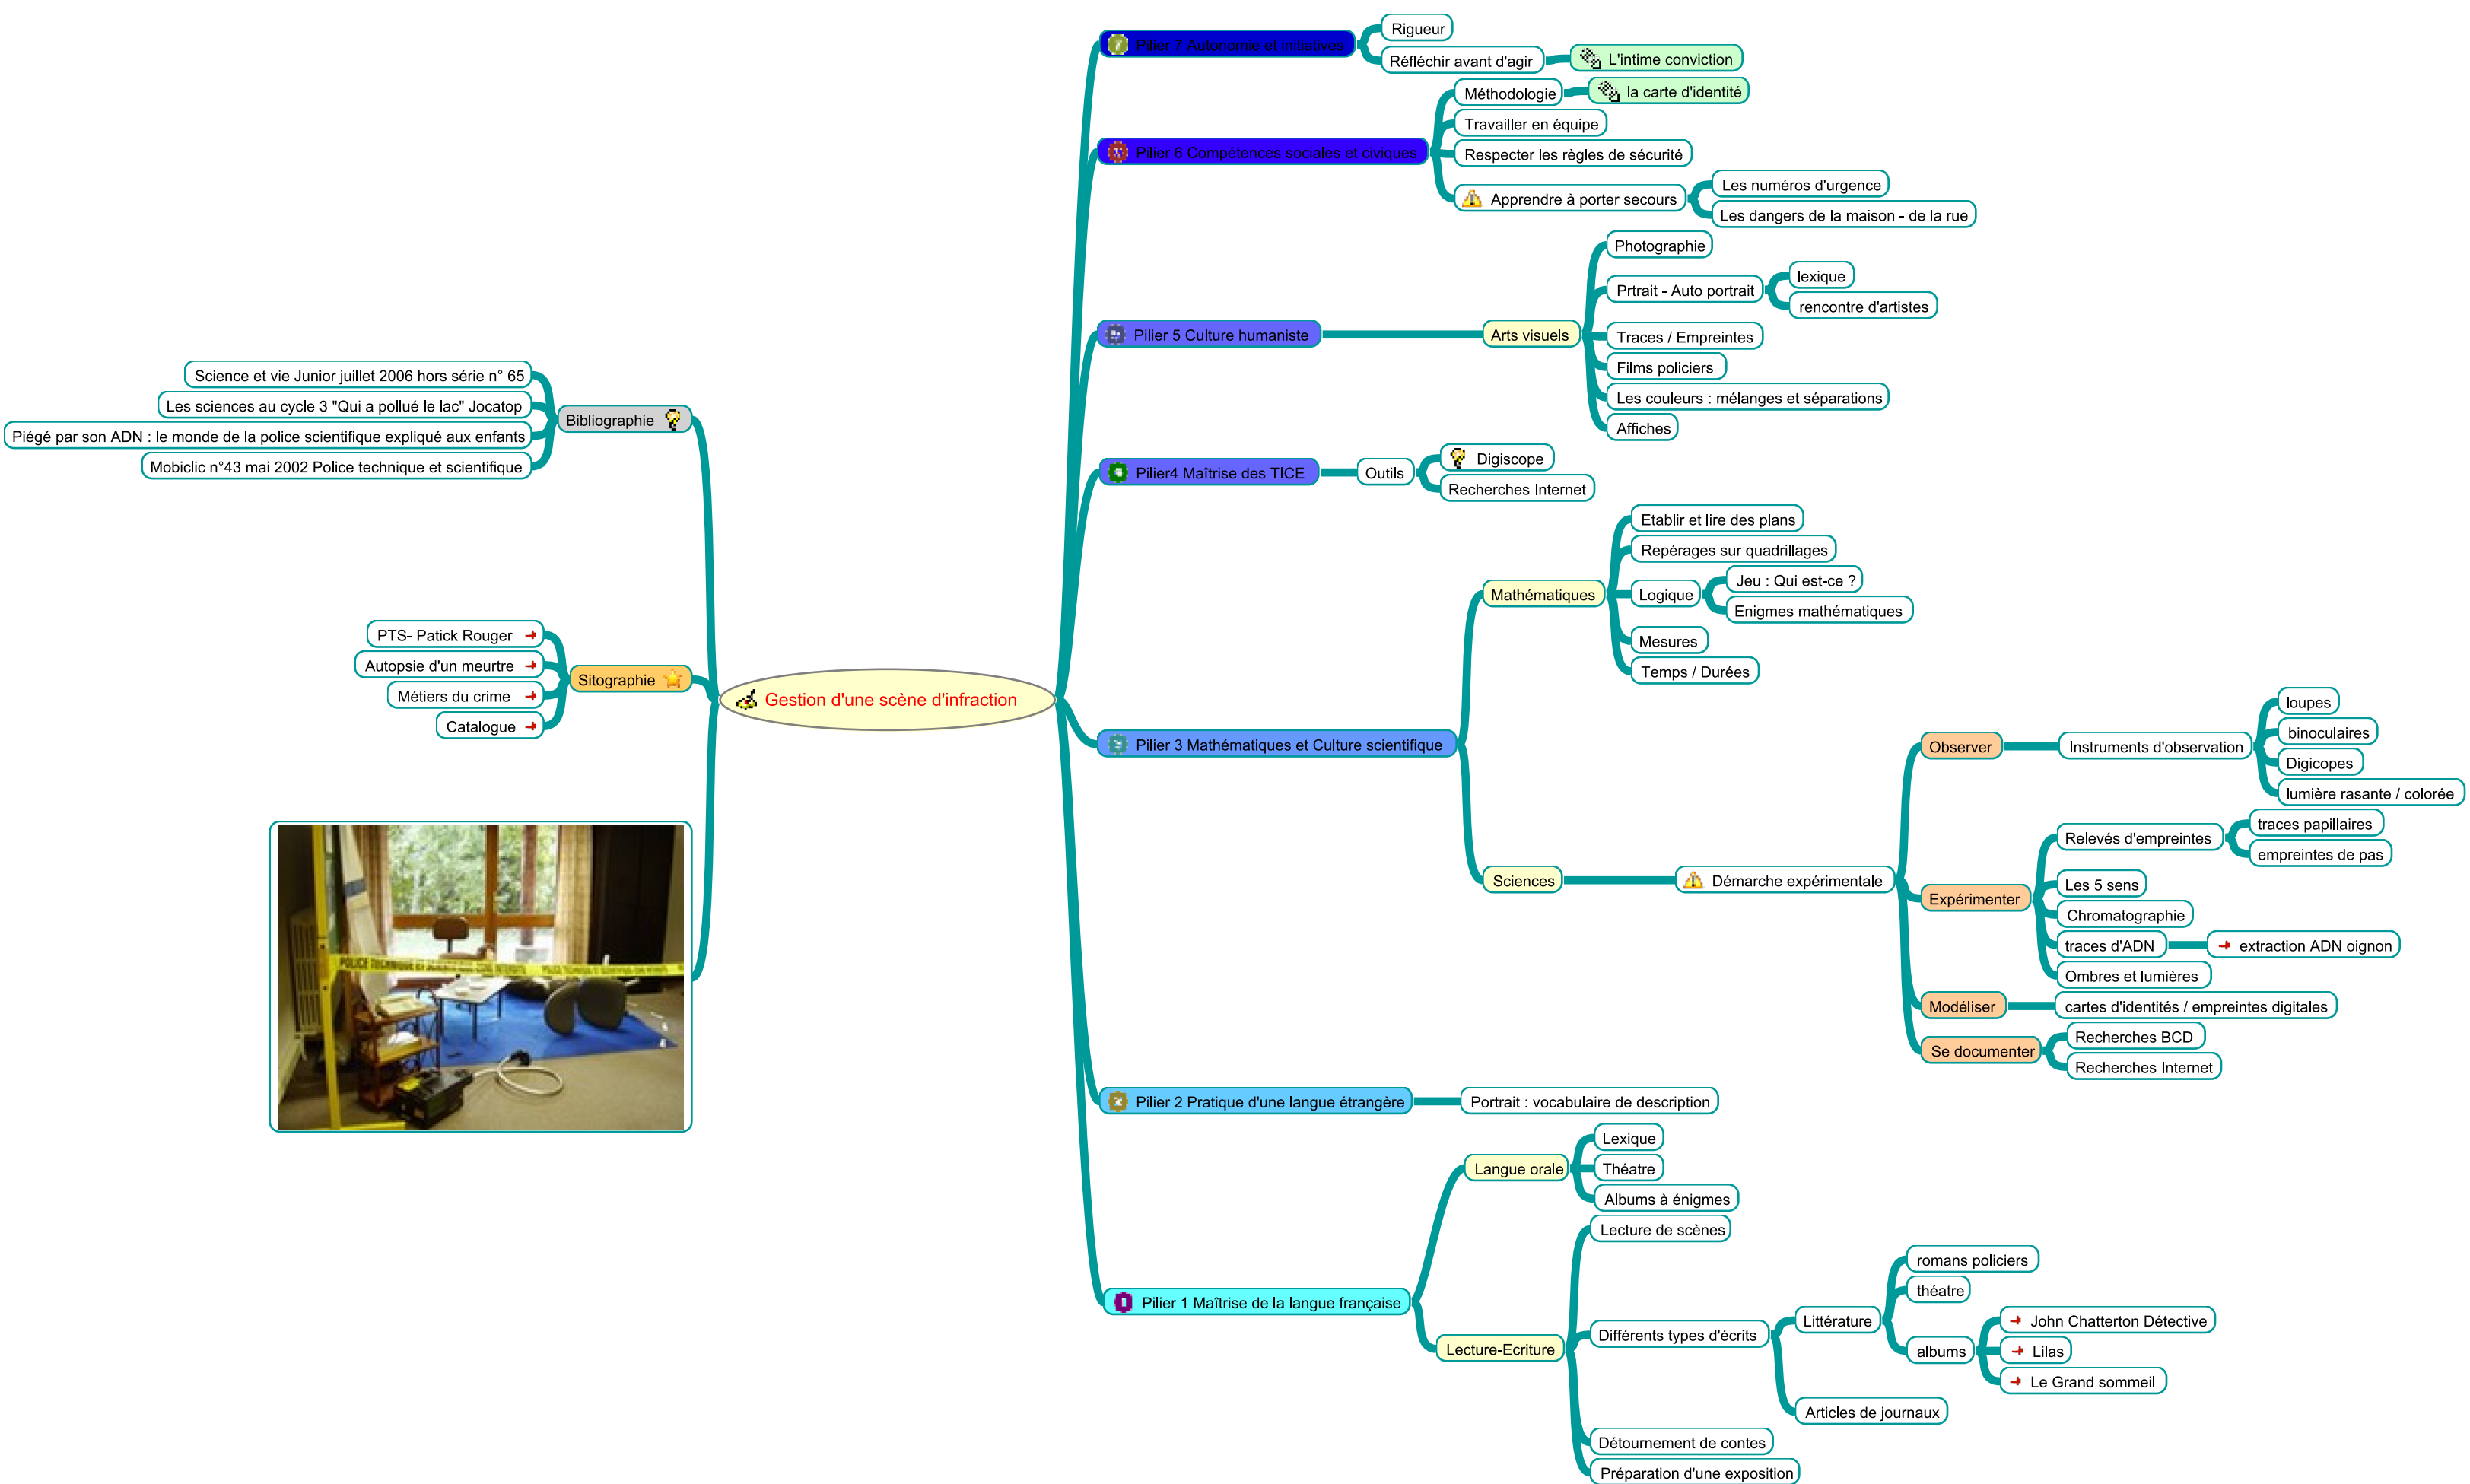 Pilier 7 Autonomie et Initiatives
Rigueur
Réfléchir avant d'agir
L'intime conviction
Pilier 6 Compétences sociales et civiques
Méthodologie
la carte d'identité
Travailler en équipe
Respecter les règles de sécurité
Apprendre à porter secours
Les numéros d'urgence
Les dangers de la maison - de la rue
Pilier 5 Culture humaniste
Arts visuels
Photographie
Prtrait - Auto portrait
lexique
rencontre d'artistes
Traces / Empreintes
Films policiers
Les couleurs : mélanges et séparations
Affiches
Pilier4 Maîtrise des TICE
Outils
Digiscope
Recherches Internet
Pilier 3 Mathématiques et Culture scientifique
Mathématiques
Etablir et lire des plans
Repérages sur quadrillages
Logique
Jeu : Qui est-ce ?
Enigmes mathématiques
Mesures
Temps / Durées
Sciences
Démarche expérimentale
Observer
Instruments d'observation
loupes
binoculaires
Digicopes
lumière rasante / colorée
Expérimenter
Relevés d'empreintes
traces papillaires
empreintes de pas
Les 5 sens
Chromatographie
traces d'ADN
extraction ADN oignon
Ombres et lumières
Modéliser
cartes d'identités / empreintes digitales
Se documenter
Recherches BCD
Recherches Internet
Pilier 2 Pratique d'une langue étrangère
Portrait : vocabulaire de description
Pilier 1 Maîtrise de la langue française
Langue orale
Lexique
Théatre
Albums à énigmes
Lecture-Ecriture
Lecture de scènes
Différents types d'écrits
Littérature
romans policiers
théatre
albums
John Chatterton Détective
Lilas
Le Grand sommeil
Articles de journaux
Détournement de contes
Préparation d'une exposition
Gestion d'une scène d'infraction
Bibliographie
Science et vie Junior juillet 2006 hors série n° 65
Les sciences au cycle 3 "Qui a pollué le lac" Jocatop
Piégé par son ADN : le monde de la police scientifique expliqué aux enfants
Mobiclic n°43 mai 2002 Police technique et scientifique
Sitographie
PTS- Patick Rouger
Autopsie d'un meurtre
Métiers du crime
Catalogue
POLICE TECHNIQUE ET SCIENTIFIQUE